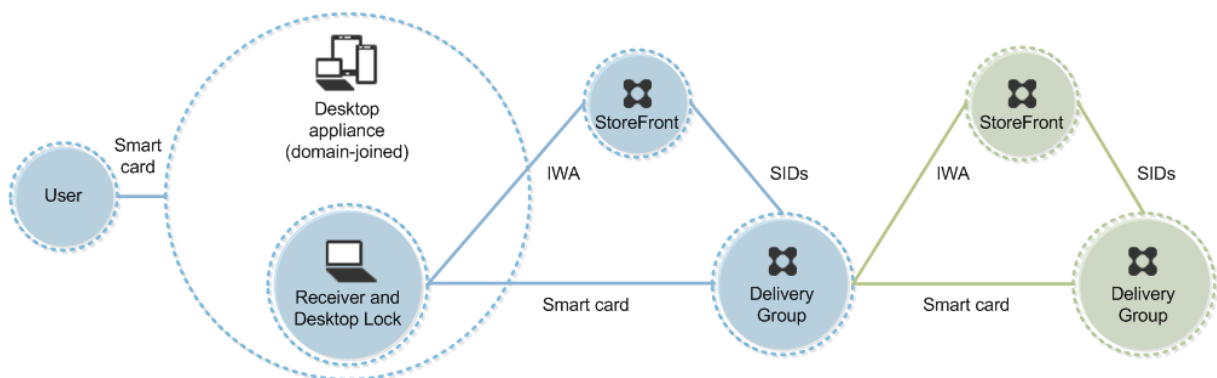 Smart
card
User
Desktop
appliance
(domain-joined)
Receiver and
Desktop Lock
IWA
StoreFront
SIDs
Smart card
Delivery
Group
IWA
StoreFront
SIDs
Smart card
Delivery
Group